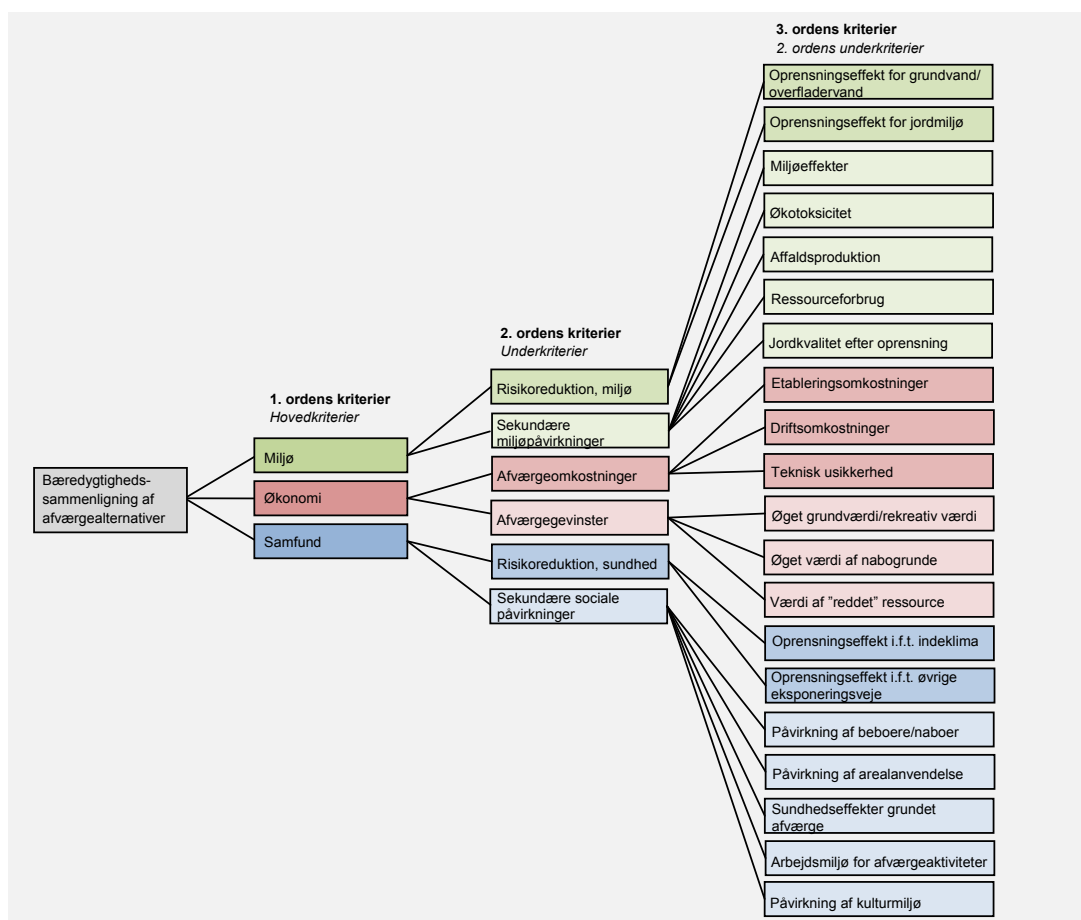 3. ordens kriterier
2. ordens underkriterier
Oprensningseffekt for grundvand/
overfladervand
Oprensningseffekt for jordmiljø
Miljøeffekter
Økotoksicitet
Affaldsproduktion
Ressourceforbrug
Jordkvalitet efter oprensning
Etableringsomkostninger
Driftsomkostninger
Teknisk usikkerhed
Øget grundværdi/rekreativ værdi
Øget værdi af nabogrunde
Værdi af ”reddet” ressource
Oprensningseffekt i.f.t. indeklima
Oprensningseffekt i.f.t. øvrige
eksponeringsveje
Påvirkning af beboere/naboer
Påvirkning af arealanvendelse
Sundhedseffekter grundet
afværge
Arbejdsmiljø for afværgeaktiviteter
Påvirkning af kulturmiljø
2. ordens kriterier
Underkriterier
Risikoreduktion, miljø
Sekundære
miljøpåvirkninger
Afværgeomkostninger
Afværgegevinster
Risikoreduktion, sundhed
Sekundære sociale
påvirkninger
1. ordens kriterier
Hovedkriterier
Miljø
Økonomi
Samfund
Bæredygtigheds-
sammenligning af
afværgealternativer